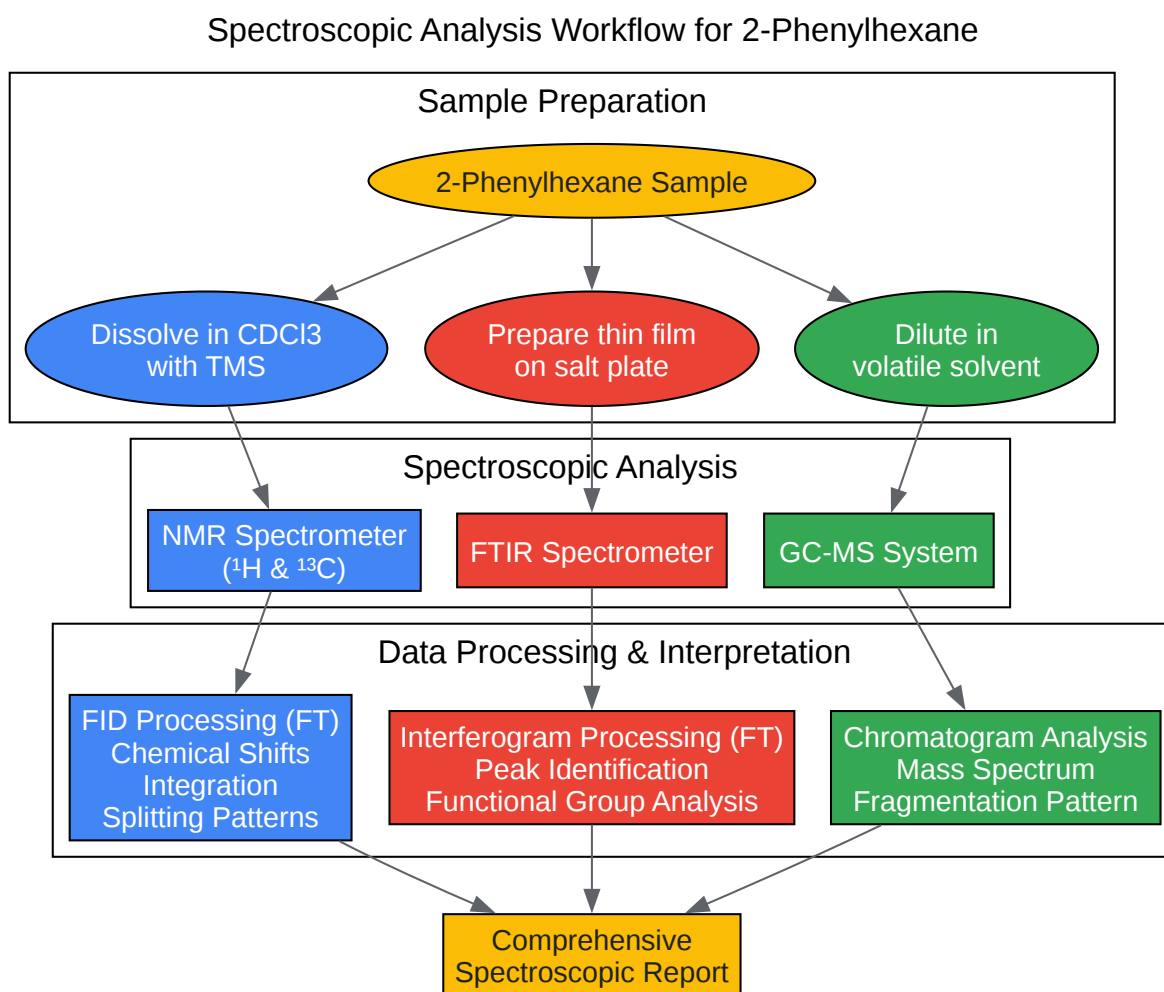 Spectroscopic Analysis Workflow for 2-Phenylhexane
Sample Preparation
2-Phenylhexane Sample
Dissolve in CDCl3
with TMS
Prepare thin film
on salt plate
Dilute in
volatile solvent
Spectroscopic Analysis
NMR Spectrometer
(¹H & ¹³C)
FTIR Spectrometer
GC-MS System
Data Processing & Interpretation
FID Processing (FT)
Chemical Shifts
Integration
Splitting Patterns
Interferogram Processing (FT)
Peak Identification
Functional Group Analysis
Chromatogram Analysis
Mass Spectrum
Fragmentation Pattern
Comprehensive
Spectroscopic Report